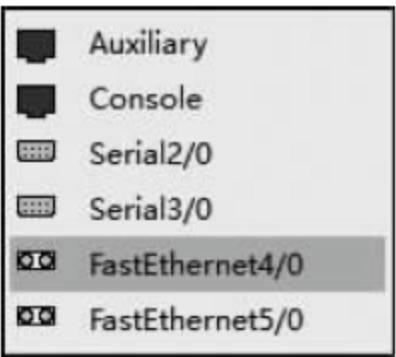 Auxiliary
Console
Serial2/0
Serial3/0
FastEthernet4/0
FastEthernet5/0